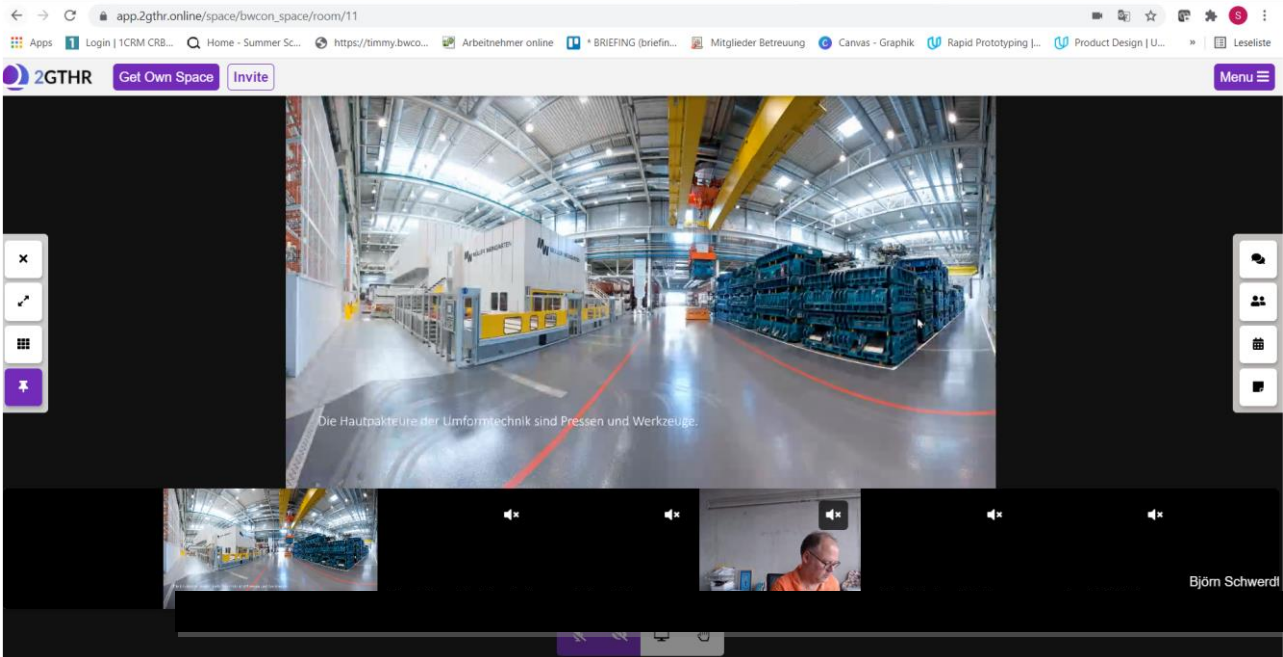 app.2gthr.online/space/bwcon_space/room/11
S
Apps
1 Login | 1CRM CRB...
Home - Summer Sc...
https://timmy.bwco...
Arbeitnehmer online
* BRIEFING (briefin...
Mitglieder Betreuung
C Canvas - Graphik
Rapid Prototyping |...
Product Design | U...
»
Leseliste
2GTHR
Get Own Space
Invite
Menu
Die Hautpakteure der Umformtechnik sind Pressen und Werkzeuge.
Björn Schwerdt